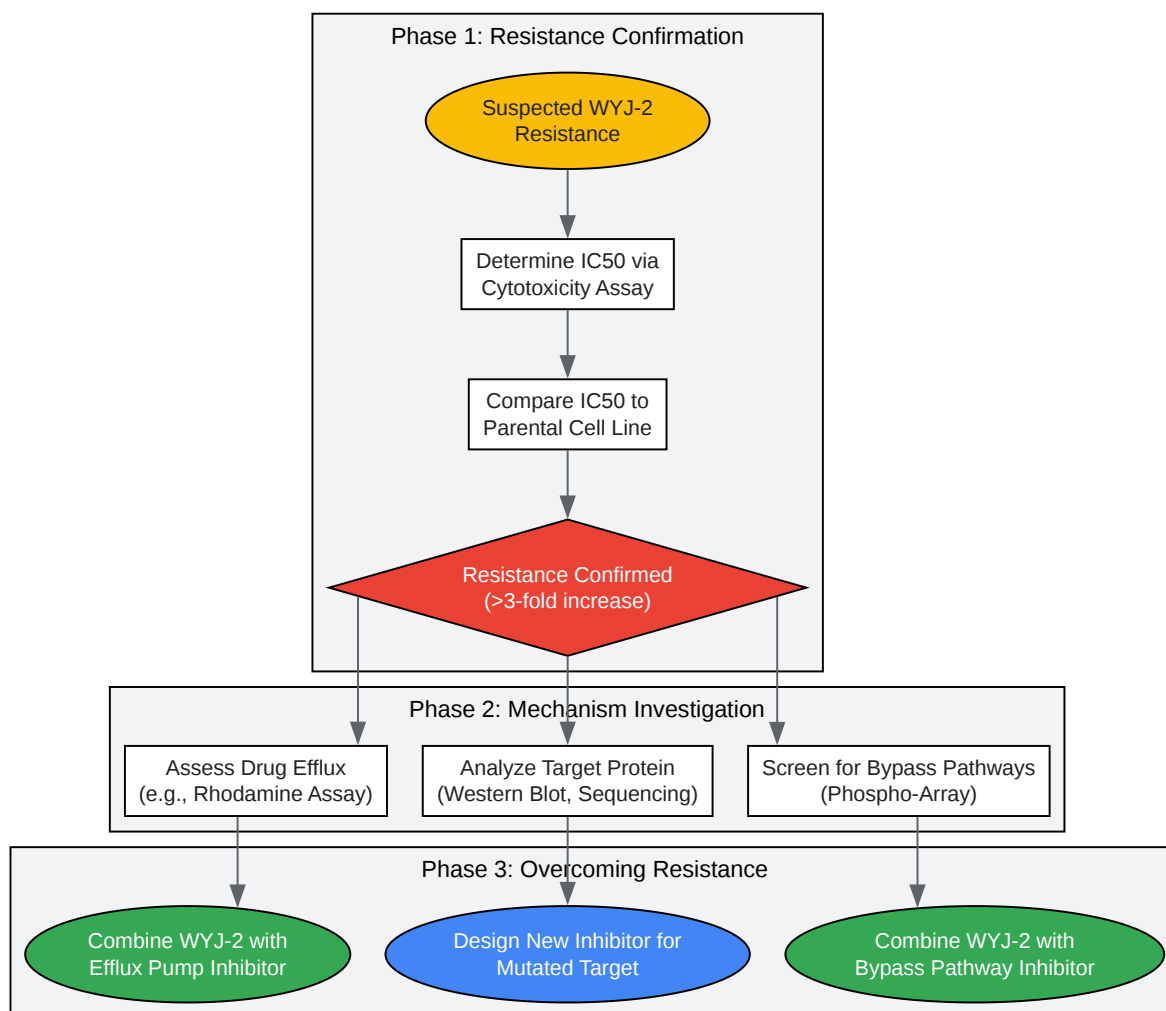 Phase 1: Resistance Confirmation
Suspected WYJ-2
Resistance
Determine IC50 via
Cytotoxicity Assay
Compare IC50 to
Parental Cell Line
Resistance Confirmed
(>3-fold increase)
Phase 2: Mechanism Investigation
Assess Drug Efflux
(e.g., Rhodamine Assay)
Analyze Target Protein
(Western Blot, Sequencing)
Screen for Bypass Pathways
(Phospho-Array)
Phase 3: Overcoming Resistance
Combine WYJ-2 with
Efflux Pump Inhibitor
Design New Inhibitor for
Mutated Target
Combine WYJ-2 with
Bypass Pathway Inhibitor